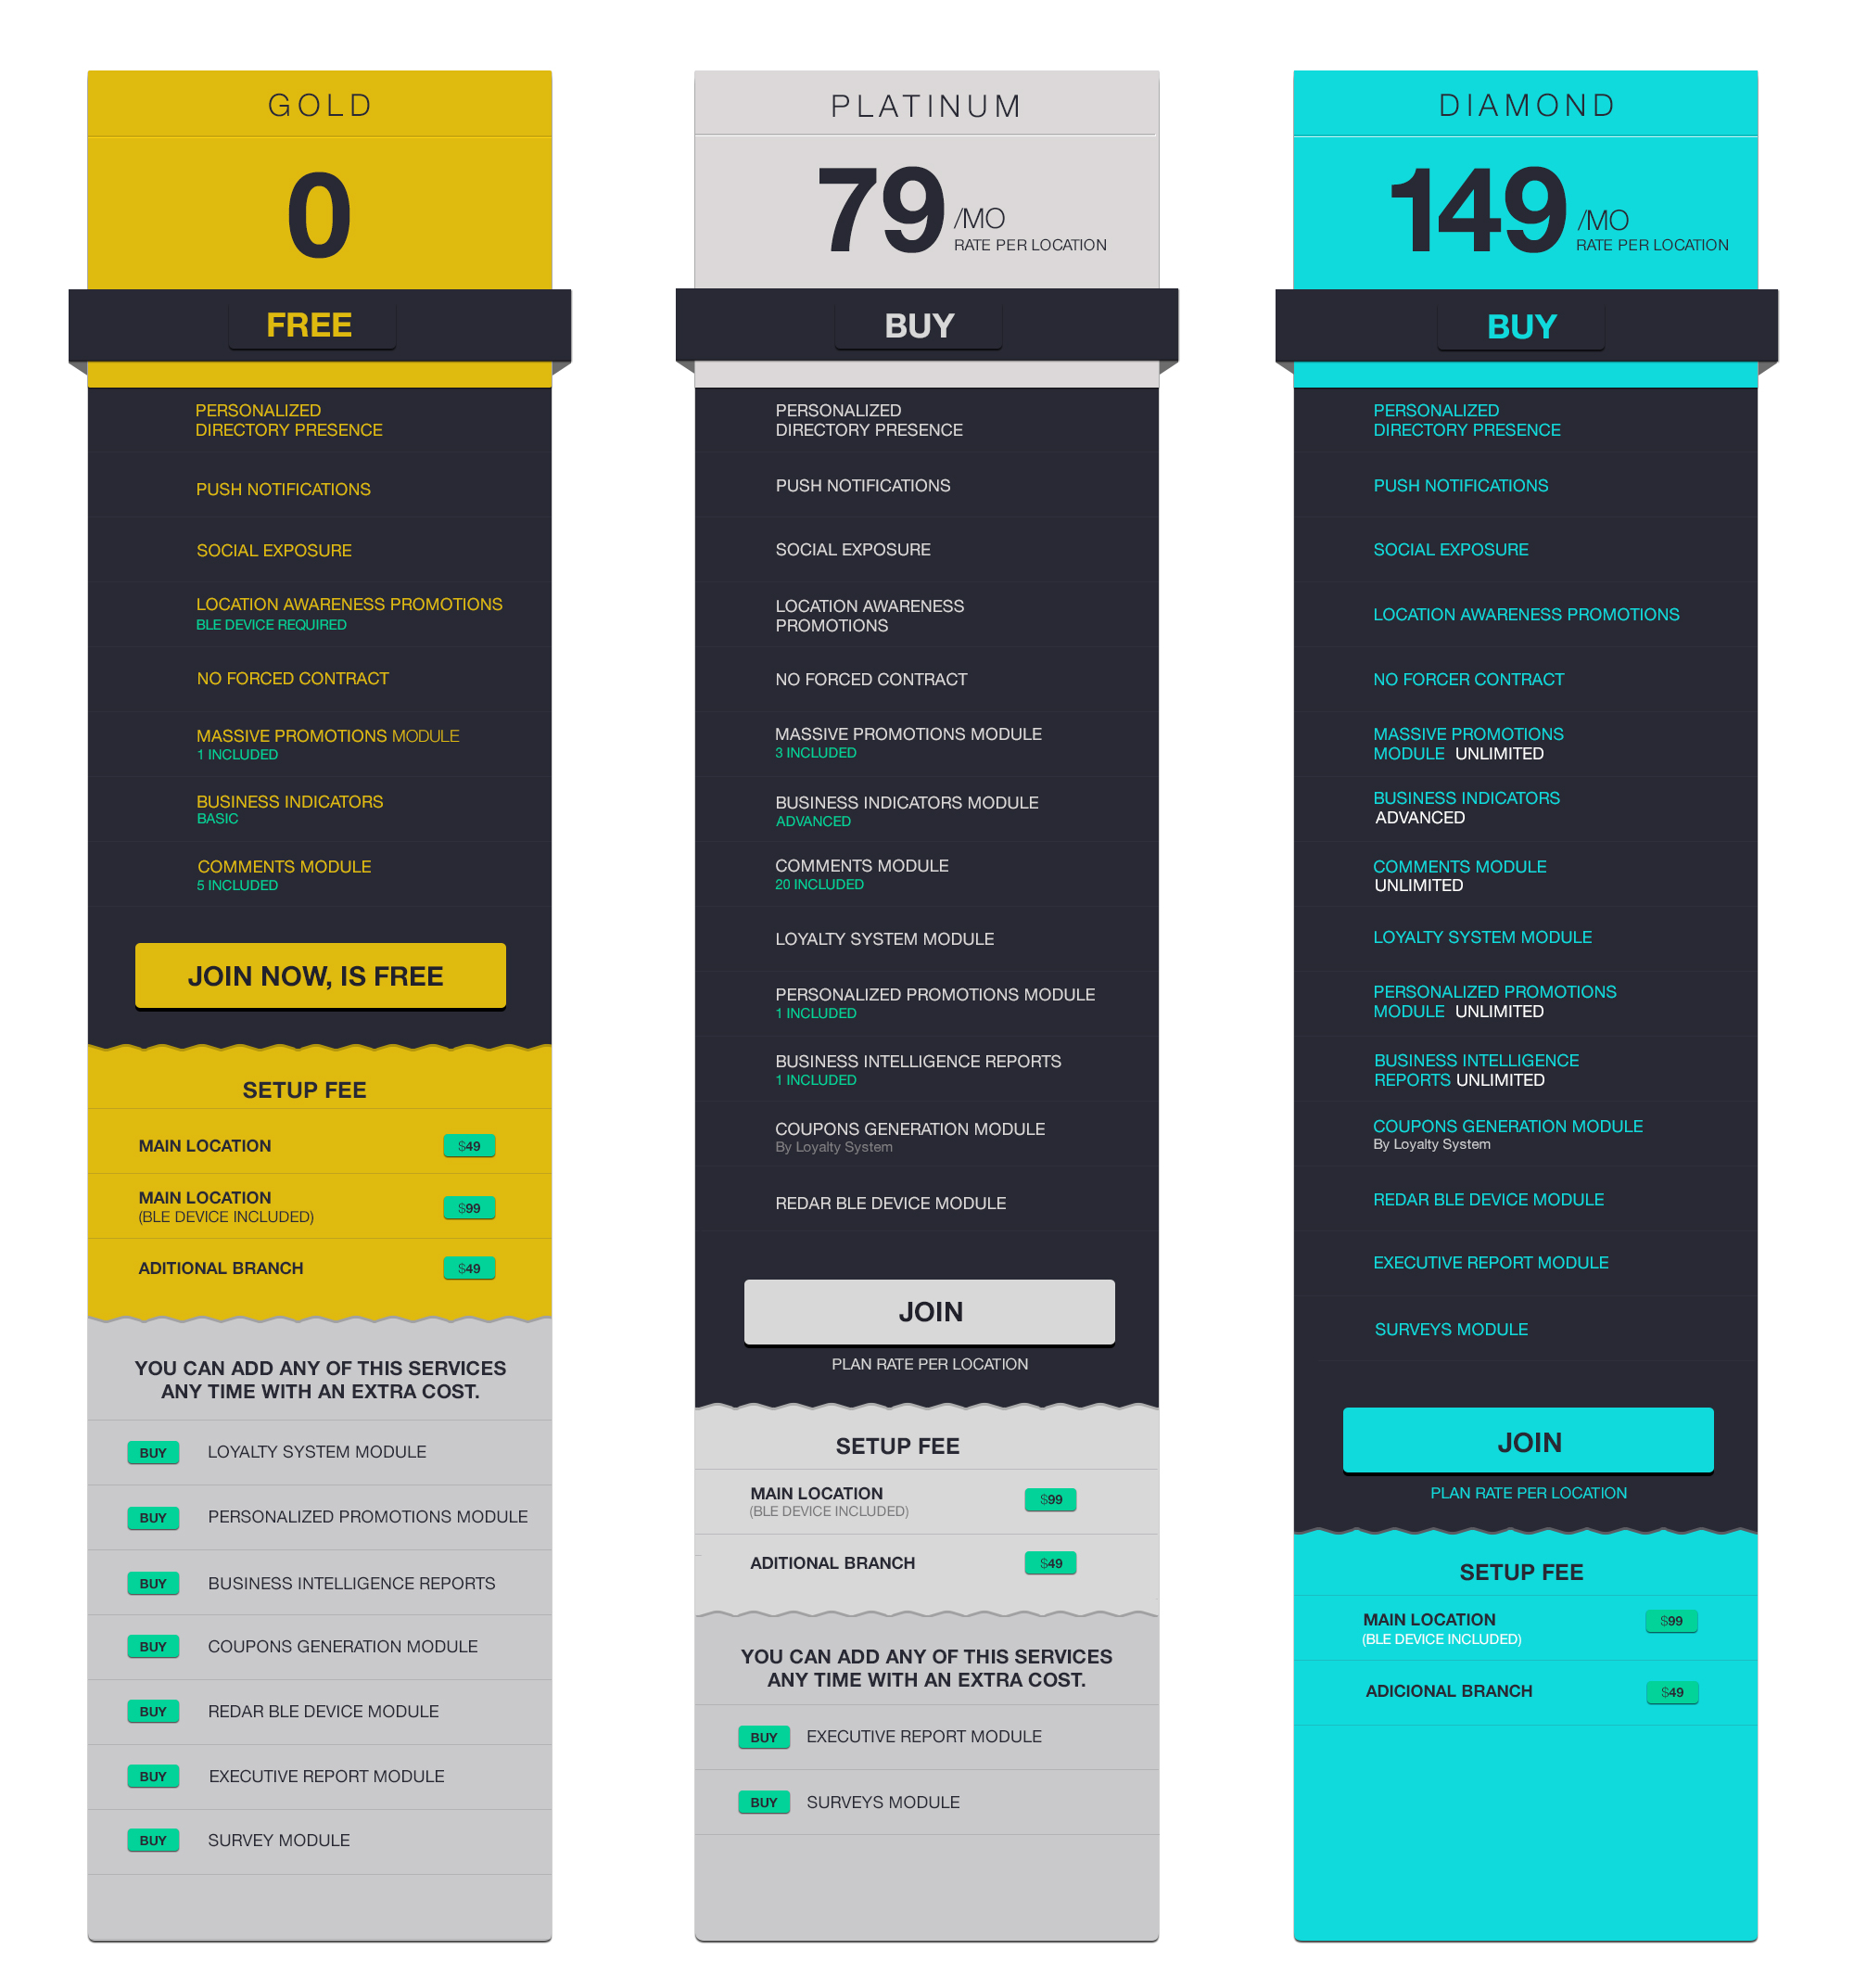 GOLD
0
FREE
PERSONALIZED
DIRECTORY PRESENCE
PUSH NOTIFICATIONS
SOCIAL EXPOSURE
LOCATION AWARENESS PROMOTIONS
BLE DEVICE REQUIRED
NO FORCED CONTRACT
MASSIVE PROMOTIONS MODULE
1 INCLUDED
BUSINESS INDICATORS
BASIC
COMMENTS MODULE
5 INCLUDED
JOIN NOW, IS FREE
SETUP FEE
MAIN LOCATION $49
MAIN LOCATION
(BLE DEVICE INCLUDED) $99
ADITIONAL BRANCH $49
YOU CAN ADD ANY OF THIS SERVICES
ANY TIME WITH AN EXTRA COST.
BUY LOYALTY SYSTEM MODULE
BUY PERSONALIZED PROMOTIONS MODULE
BUY BUSINESS INTELLIGENCE REPORTS
BUY COUPONS GENERATION MODULE
BUY REDAR BLE DEVICE MODULE
BUY EXECUTIVE REPORT MODULE
BUY SURVEY MODULE
PLATINUM
79 /MO
RATE PER LOCATION
BUY
PERSONALIZED
DIRECTORY PRESENCE
PUSH NOTIFICATIONS
SOCIAL EXPOSURE
LOCATION AWARENESS
PROMOTIONS
NO FORCED CONTRACT
MASSIVE PROMOTIONS MODULE
3 INCLUDED
BUSINESS INDICATORS MODULE
ADVANCED
COMMENTS MODULE
20 INCLUDED
LOYALTY SYSTEM MODULE
PERSONALIZED PROMOTIONS MODULE
1 INCLUDED
BUSINESS INTELLIGENCE REPORTS
1 INCLUDED
COUPONS GENERATION MODULE
By Loyalty System
REDAR BLE DEVICE MODULE
JOIN
PLAN RATE PER LOCATION
SETUP FEE
MAIN LOCATION
(BLE DEVICE INCLUDED) $99
ADITIONAL BRANCH $49
YOU CAN ADD ANY OF THIS SERVICES
ANY TIME WITH AN EXTRA COST.
BUY EXECUTIVE REPORT MODULE
BUY SURVEYS MODULE
DIAMOND
149 /MO
RATE PER LOCATION
BUY
PERSONALIZED
DIRECTORY PRESENCE
PUSH NOTIFICATIONS
SOCIAL EXPOSURE
LOCATION AWARENESS PROMOTIONS
NO FORCER CONTRACT
MASSIVE PROMOTIONS
MODULE UNLIMITED
BUSINESS INDICATORS
ADVANCED
COMMENTS MODULE
UNLIMITED
LOYALTY SYSTEM MODULE
PERSONALIZED PROMOTIONS
MODULE UNLIMITED
BUSINESS INTELLIGENCE
REPORTS UNLIMITED
COUPONS GENERATION MODULE
By Loyalty System
REDAR BLE DEVICE MODULE
EXECUTIVE REPORT MODULE
SURVEYS MODULE
JOIN
PLAN RATE PER LOCATION
SETUP FEE
MAIN LOCATION
(BLE DEVICE INCLUDED) $99
ADICIONAL BRANCH $49